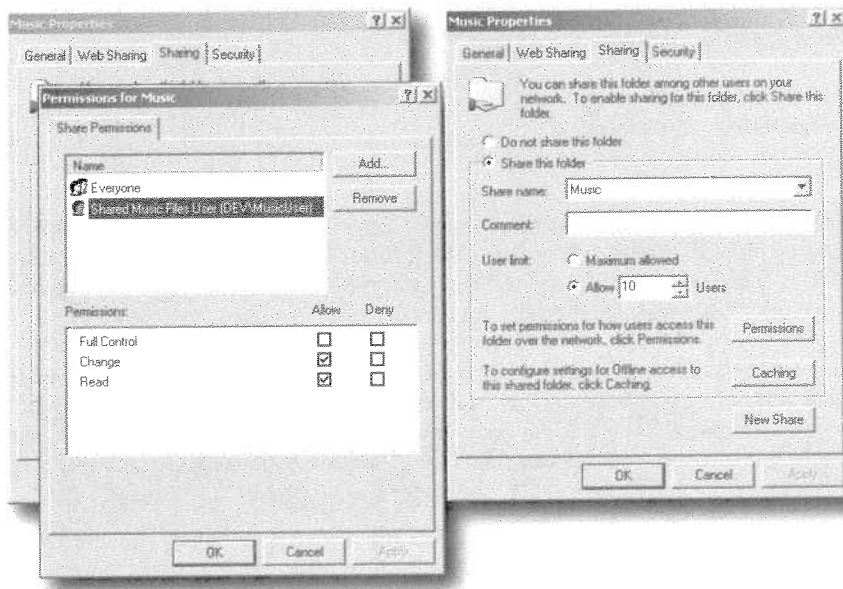 Music Properties
General
Web Sharing
Sharing
Security
Permissions for Music
Share Permissions
Name
Everyone
Shared Music Files User (DEV\MusicUser)
Add...
Remove
Permissions:
Allow
Deny
Full Control
Change
Read
OK
Cancel
Apply
Music Properties
General
Web Sharing
Sharing
Security
You can share this folder among other users on your
network. To enable sharing for this folder, click Share this
folder.
Do not share this folder
Share this folder
Share name:
Music
Comment:
User limit:
Maximum allowed
Allow
10
Users
To set permissions for how users access this
folder over the network, click Permissions.
Permissions
To configure settings for Offline access to
this shared folder, click Caching.
Caching
New Share
OK
Cancel
Apply